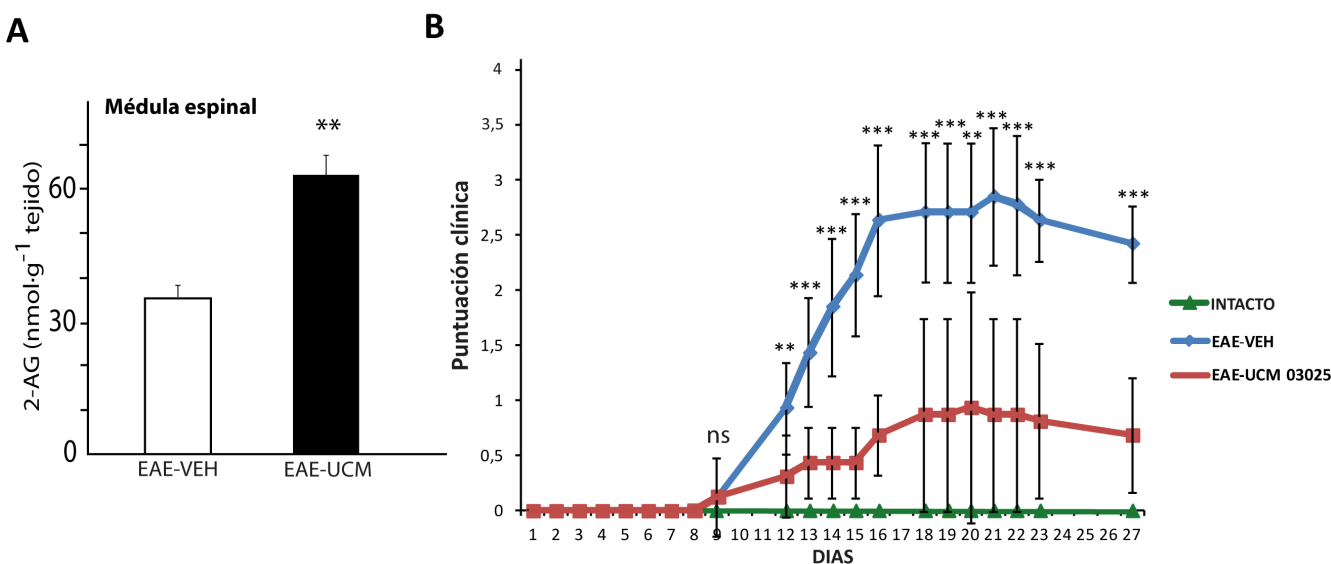 A
Médula espinal
**
2-AG (nmol·g⁻¹ tejido)
60
30
0
EAE-VEH
EAE-UCM
B
Puntuación clínica
4
3,5
3
2,5
2
1,5
1
0,5
0
ns
**
***
***
***
***
***
***
**
***
***
***
***
1 2 3 4 5 6 7 8 9 10 11 12 13 14 15 16 17 18 19 20 21 22 23 24 25 26 27
DIAS
INTACTO
EAE-VEH
EAE-UCM 03025